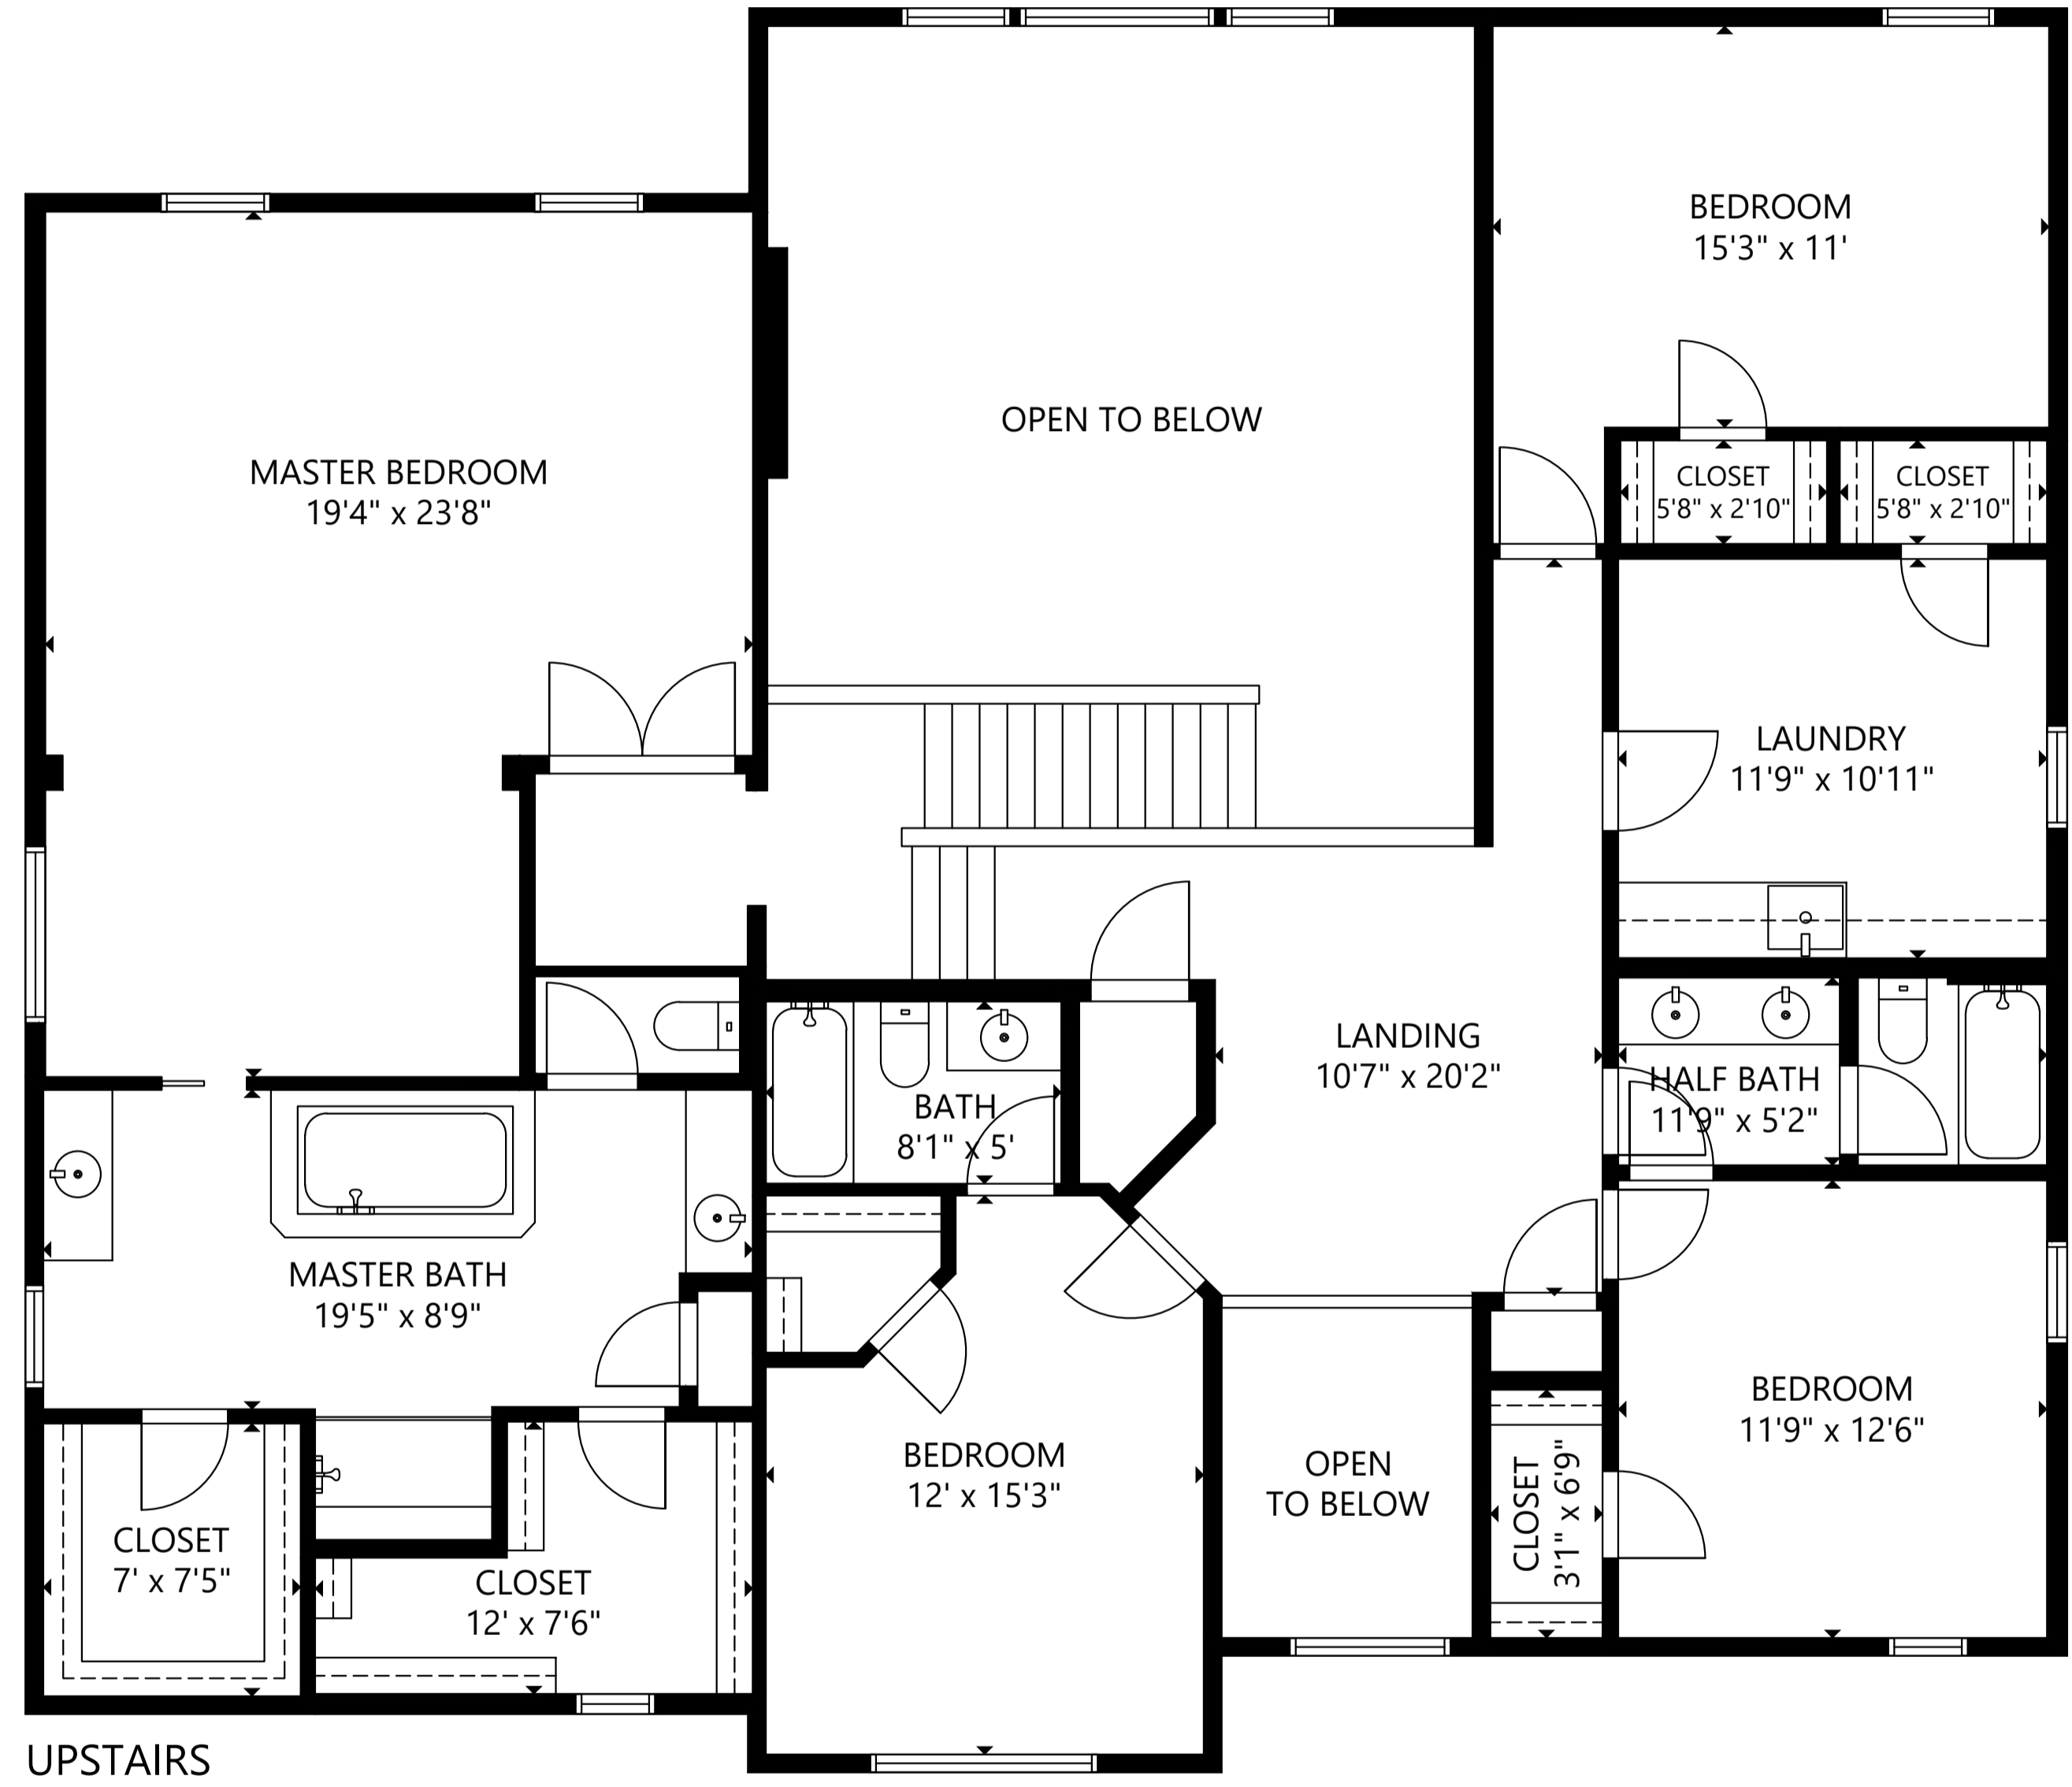 BEDROOM
15'3" x 11'
OPEN TO BELOW
MASTER BEDROOM
19'4" x 23'8"
CLOSET
5'8" x 2'10"
CLOSET
5'8" x 2'10"
LAUNDRY
11'9" x 10'11"
LANDING
10'7" x 20'2"
HALF BATH
11'9" x 5'2"
BATH
8'1" x 5'
MASTER BATH
19'5" x 8'9"
BEDROOM
11'9" x 12'6"
BEDROOM
12' x 15'3"
OPEN
TO BELOW
CLOSET
3'1" x 6'9"
CLOSET
7' x 7'5"
CLOSET
12' x 7'6"
UPSTAIRS